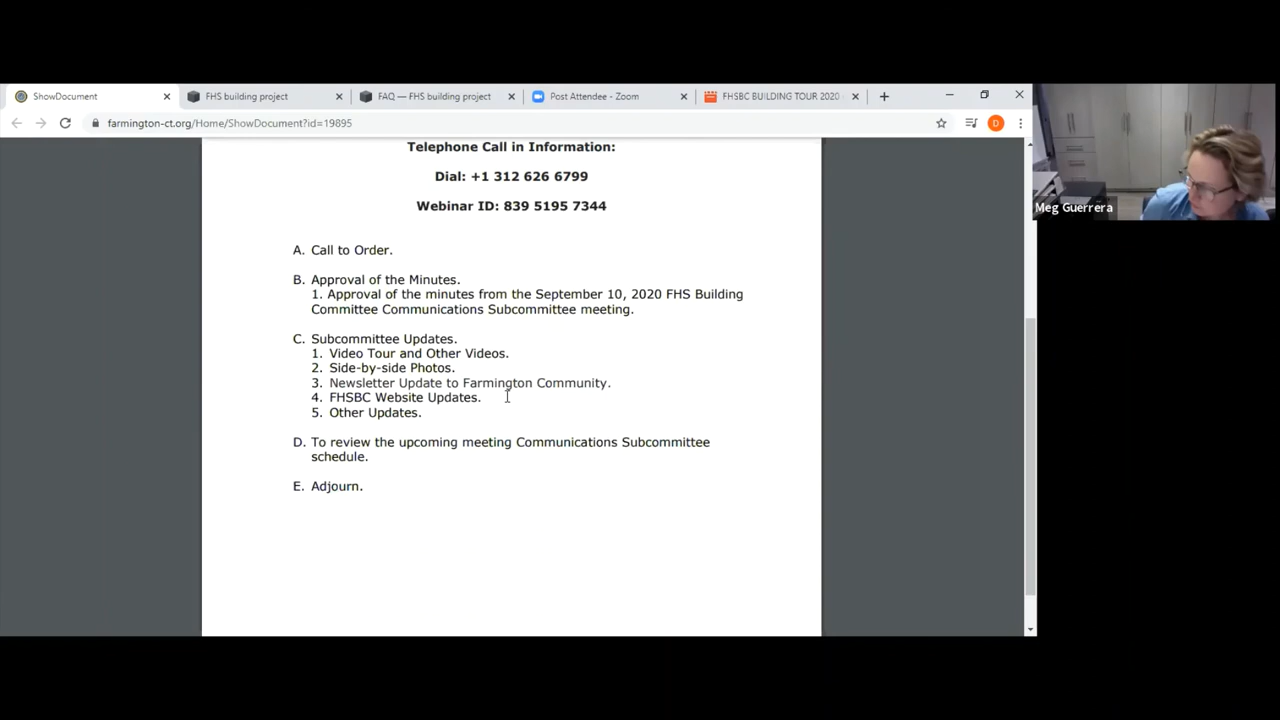 ShowDocument
FHS building project
FAQ — FHS building project
Post Attendee - Zoom
FHSBC BUILDING TOUR 2020
farmington-ct.org/Home/ShowDocument?id=19895
D
Meg Guerrera
Telephone Call in Information:
Dial: +1 312 626 6799
Webinar ID: 839 5195 7344
A. Call to Order.
B. Approval of the Minutes.
1. Approval of the minutes from the September 10, 2020 FHS Building
Committee Communications Subcommittee meeting.
C. Subcommittee Updates.
1. Video Tour and Other Videos.
2. Side-by-side Photos.
3. Newsletter Update to Farmington Community.
4. FHSBC Website Updates.
5. Other Updates.
D. To review the upcoming meeting Communications Subcommittee
schedule.
E. Adjourn.